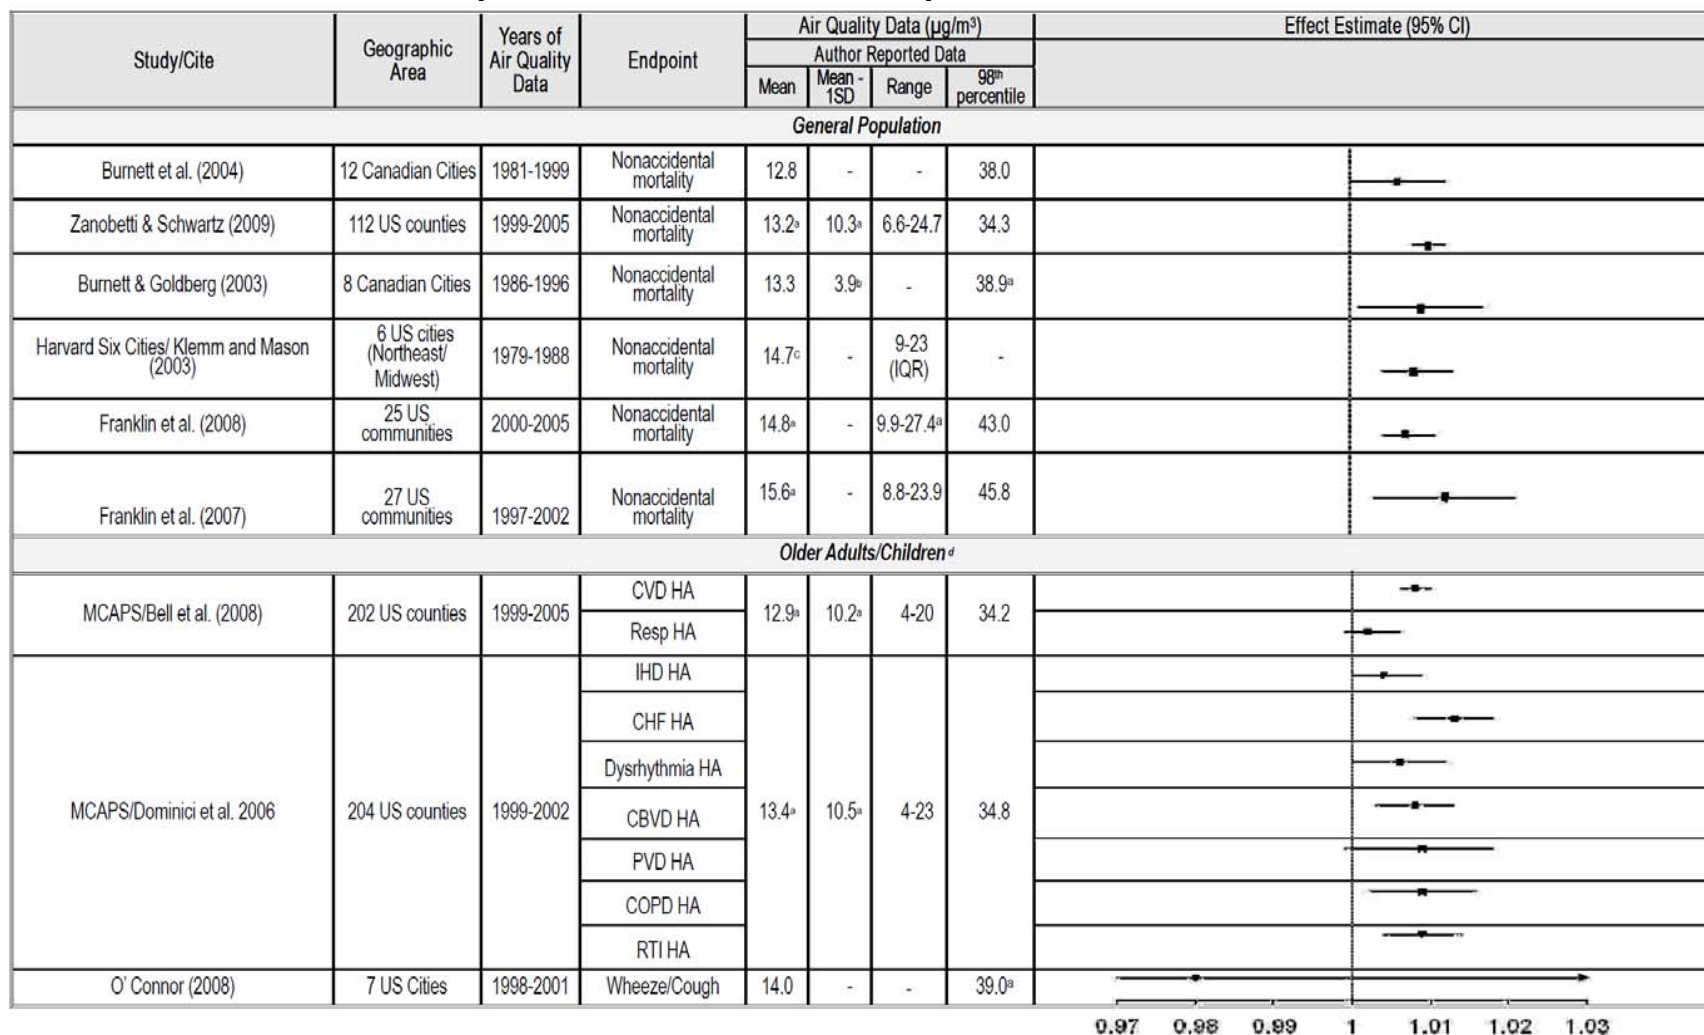 Study/Cite Geographic Area Years of Air Quality Data Endpoint Air Quality Data (µg/m³) Effect Estimate (95% CI)
Author Reported Data
Mean Mean - 1SD Range 98th percentile
General Population
Burnett et al. (2004) 12 Canadian Cities 1981-1999 Nonaccidental mortality 12.8 - - 38.0
Zanobetti & Schwartz (2009) 112 US counties 1999-2005 Nonaccidental mortality 13.2a 10.3a 6.6-24.7 34.3
Burnett & Goldberg (2003) 8 Canadian Cities 1986-1996 Nonaccidental mortality 13.3 3.9b - 38.9a
Harvard Six Cities/ Klemm and Mason (2003) 6 US cities (Northeast/ Midwest) 1979-1988 Nonaccidental mortality 14.7c - 9-23 (IQR) -
Franklin et al. (2008) 25 US communities 2000-2005 Nonaccidental mortality 14.8a - 9.9-27.4a 43.0
Franklin et al. (2007) 27 US communities 1997-2002 Nonaccidental mortality 15.6a - 8.8-23.9 45.8
Older Adults/Children d
MCAPS/Bell et al. (2008) 202 US counties 1999-2005 CVD HA 12.9a 10.2a 4-20 34.2
Resp HA
MCAPS/Dominici et al. 2006 204 US counties 1999-2002 IHD HA 13.4a 10.5a 4-23 34.8
CHF HA
Dysrhythmia HA
CBVD HA
PVD HA
COPD HA
RTI HA
O' Connor (2008) 7 US Cities 1998-2001 Wheeze/Cough 14.0 - - 39.0a
0.97 0.98 0.99 1 1.01 1.02 1.03